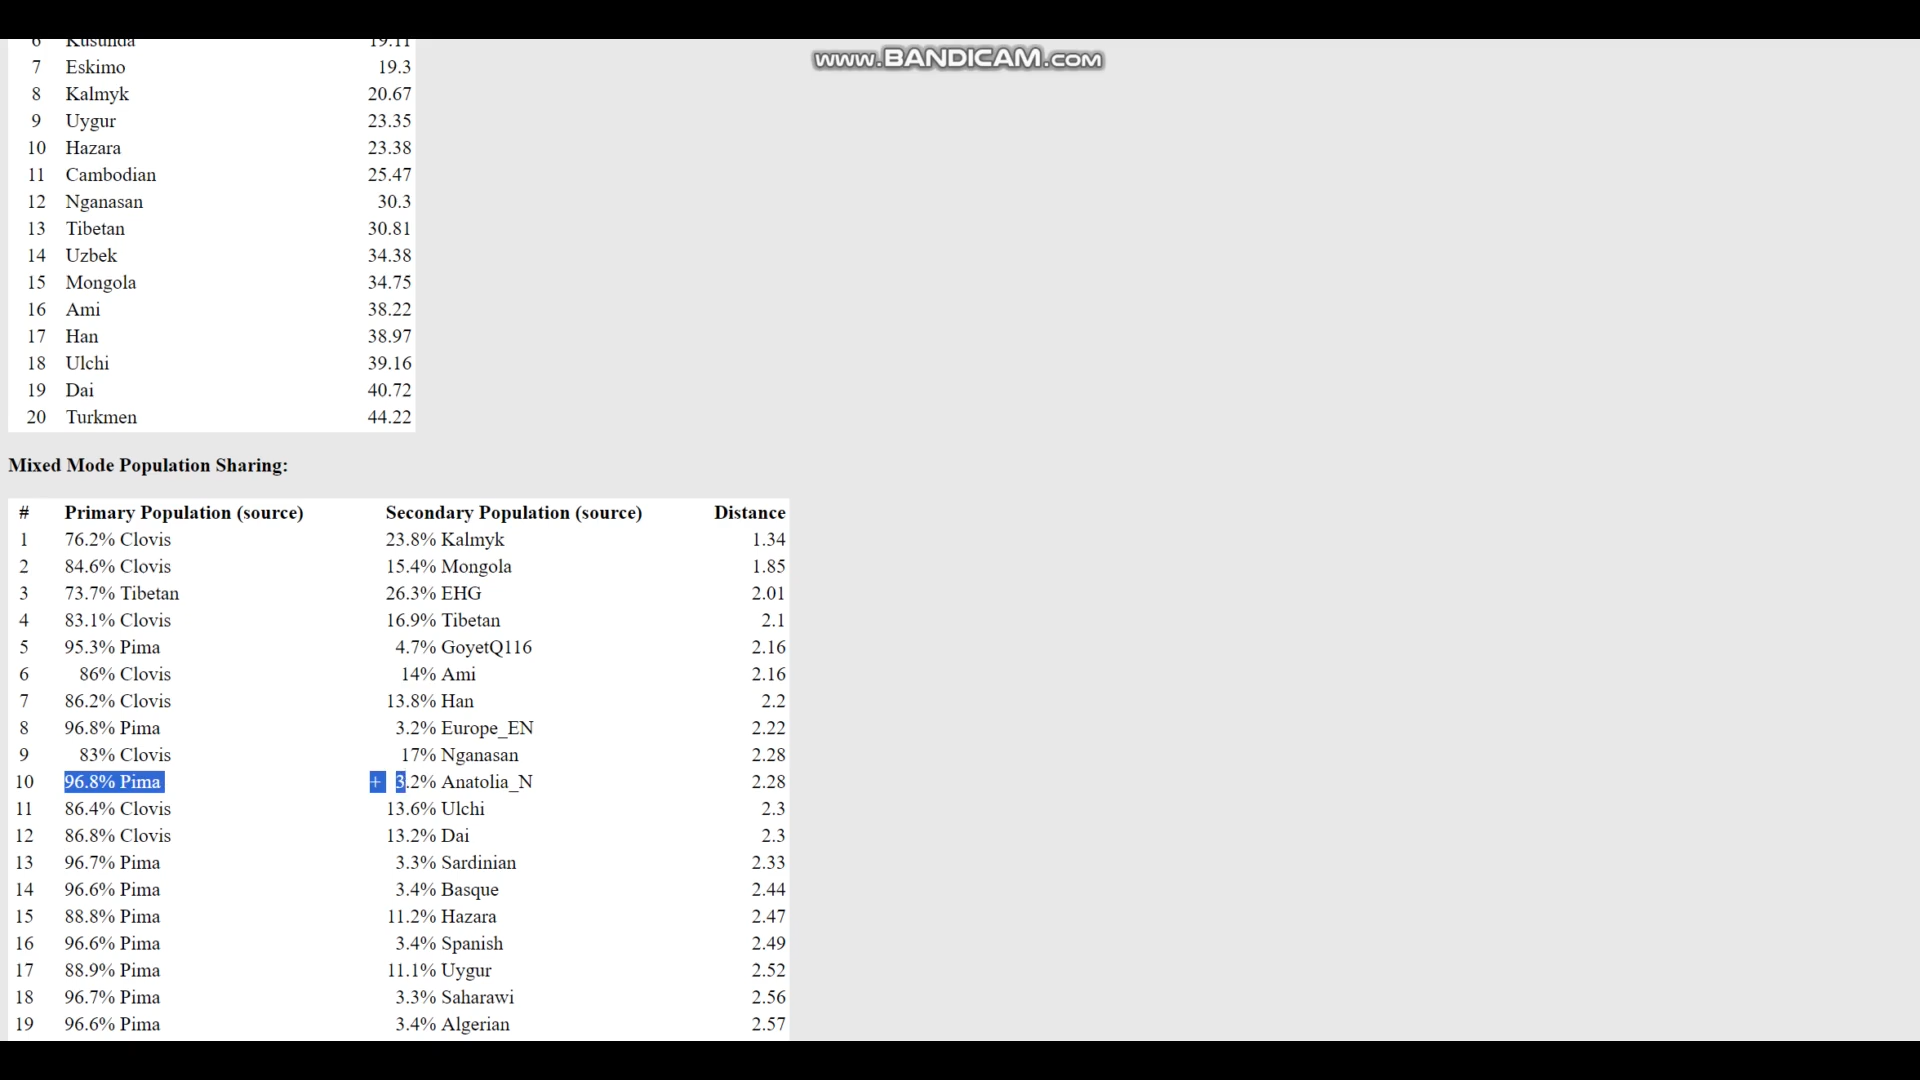 www.BANDICAM.com
6 Kusunda 19.11
7 Eskimo 19.3
8 Kalmyk 20.67
9 Uygur 23.35
10 Hazara 23.38
11 Cambodian 25.47
12 Nganasan 30.3
13 Tibetan 30.81
14 Uzbek 34.38
15 Mongola 34.75
16 Ami 38.22
17 Han 38.97
18 Ulchi 39.16
19 Dai 40.72
20 Turkmen 44.22
Mixed Mode Population Sharing:
# Primary Population (source) Secondary Population (source) Distance
1 76.2% Clovis 23.8% Kalmyk 1.34
2 84.6% Clovis 15.4% Mongola 1.85
3 73.7% Tibetan 26.3% EHG 2.01
4 83.1% Clovis 16.9% Tibetan 2.1
5 95.3% Pima 4.7% GoyetQ116 2.16
6 86% Clovis 14% Ami 2.16
7 86.2% Clovis 13.8% Han 2.2
8 96.8% Pima 3.2% Europe_EN 2.22
9 83% Clovis 17% Nganasan 2.28
10 96.8% Pima + 3.2% Anatolia_N 2.28
11 86.4% Clovis 13.6% Ulchi 2.3
12 86.8% Clovis 13.2% Dai 2.3
13 96.7% Pima 3.3% Sardinian 2.33
14 96.6% Pima 3.4% Basque 2.44
15 88.8% Pima 11.2% Hazara 2.47
16 96.6% Pima 3.4% Spanish 2.49
17 88.9% Pima 11.1% Uygur 2.52
18 96.7% Pima 3.3% Saharawi 2.56
19 96.6% Pima 3.4% Algerian 2.57